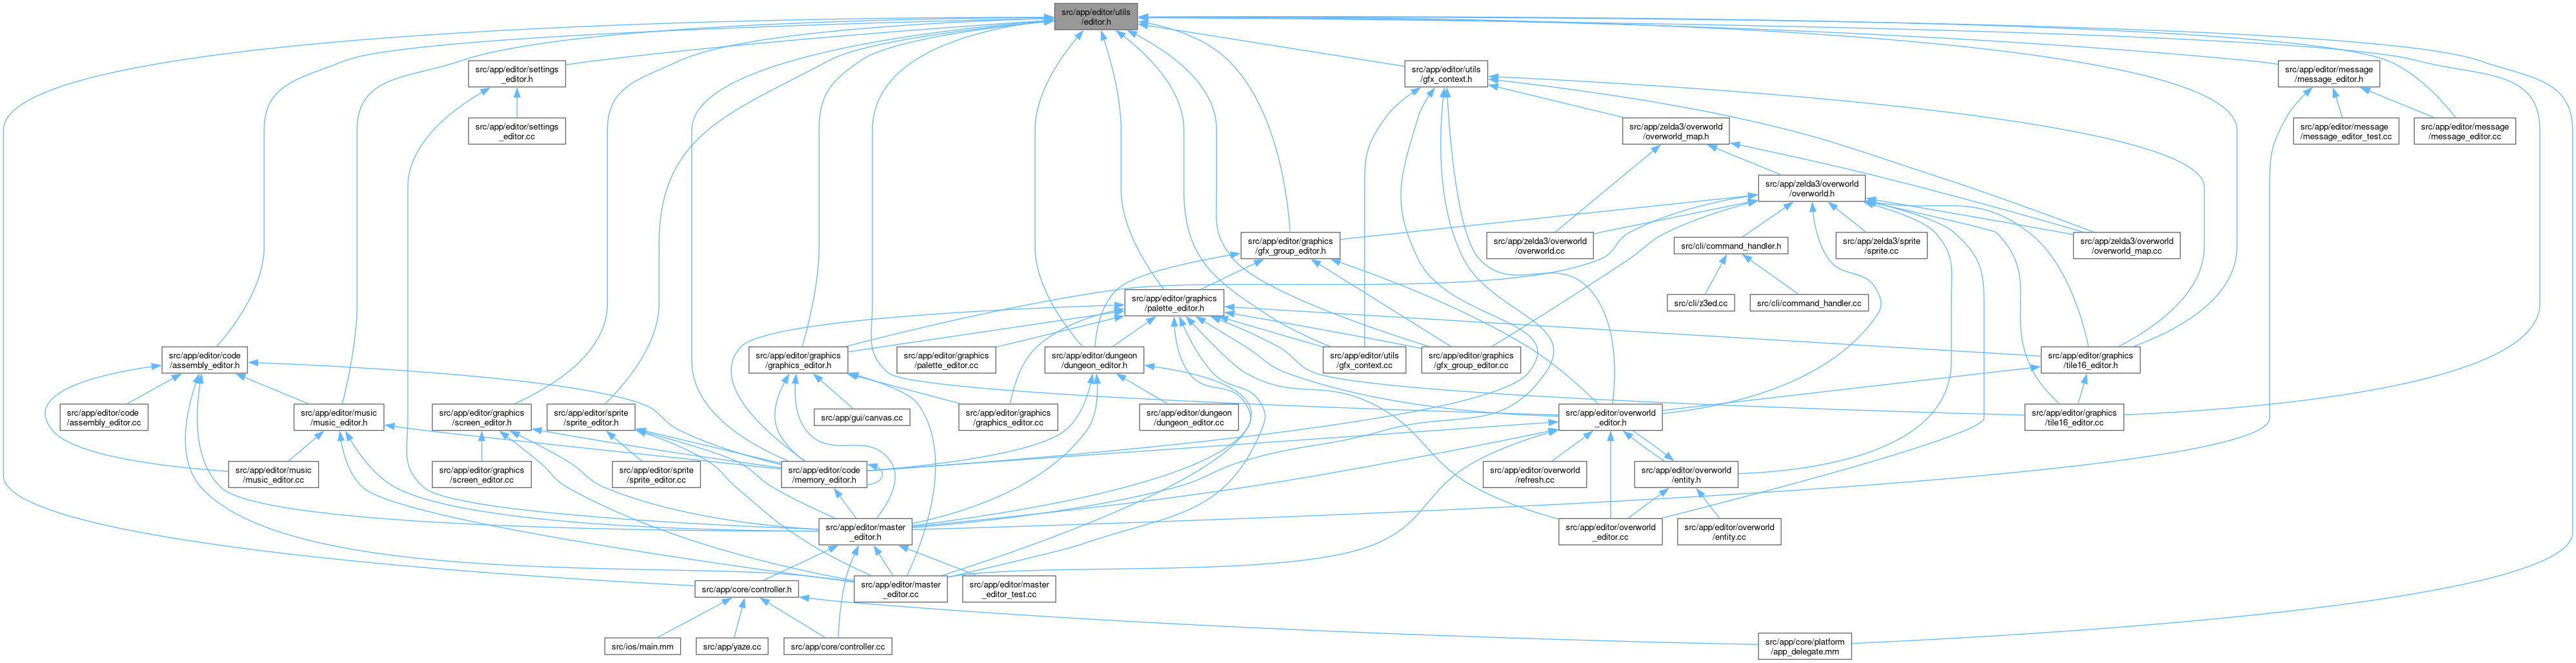 src/app/editor/utils
/editor.h
src/app/editor/settings
_editor.h
src/app/editor/utils
/gfx_context.h
src/app/editor/message
/message_editor.h
src/app/editor/settings
_editor.cc
src/app/zelda3/overworld
/overworld_map.h
src/app/editor/message
/message_editor_test.cc
src/app/editor/message
/message_editor.cc
src/app/zelda3/overworld
/overworld.h
src/app/editor/graphics
/gfx_group_editor.h
src/app/zelda3/overworld
/overworld.cc
src/cli/command_handler.h
src/app/zelda3/sprite
/sprite.cc
src/app/zelda3/overworld
/overworld_map.cc
src/app/editor/graphics
/palette_editor.h
src/cli/z3ed.cc
src/cli/command_handler.cc
src/app/editor/code
/assembly_editor.h
src/app/editor/graphics
/graphics_editor.h
src/app/editor/graphics
/palette_editor.cc
src/app/editor/dungeon
/dungeon_editor.h
src/app/editor/utils
/gfx_context.cc
src/app/editor/graphics
/gfx_group_editor.cc
src/app/editor/graphics
/tile16_editor.h
src/app/editor/code
/assembly_editor.cc
src/app/editor/music
/music_editor.h
src/app/editor/graphics
/screen_editor.h
src/app/editor/sprite
/sprite_editor.h
src/app/gui/canvas.cc
src/app/editor/graphics
/graphics_editor.cc
src/app/editor/dungeon
/dungeon_editor.cc
src/app/editor/overworld
_editor.h
src/app/editor/graphics
/tile16_editor.cc
src/app/editor/music
/music_editor.cc
src/app/editor/graphics
/screen_editor.cc
src/app/editor/sprite
/sprite_editor.cc
src/app/editor/code
/memory_editor.h
src/app/editor/overworld
/refresh.cc
src/app/editor/overworld
/entity.h
src/app/editor/master
_editor.h
src/app/editor/overworld
_editor.cc
src/app/editor/overworld
/entity.cc
src/app/core/controller.h
src/app/editor/master
_editor.cc
src/app/editor/master
_editor_test.cc
src/ios/main.mm
src/app/yaze.cc
src/app/core/controller.cc
src/app/core/platform
/app_delegate.mm